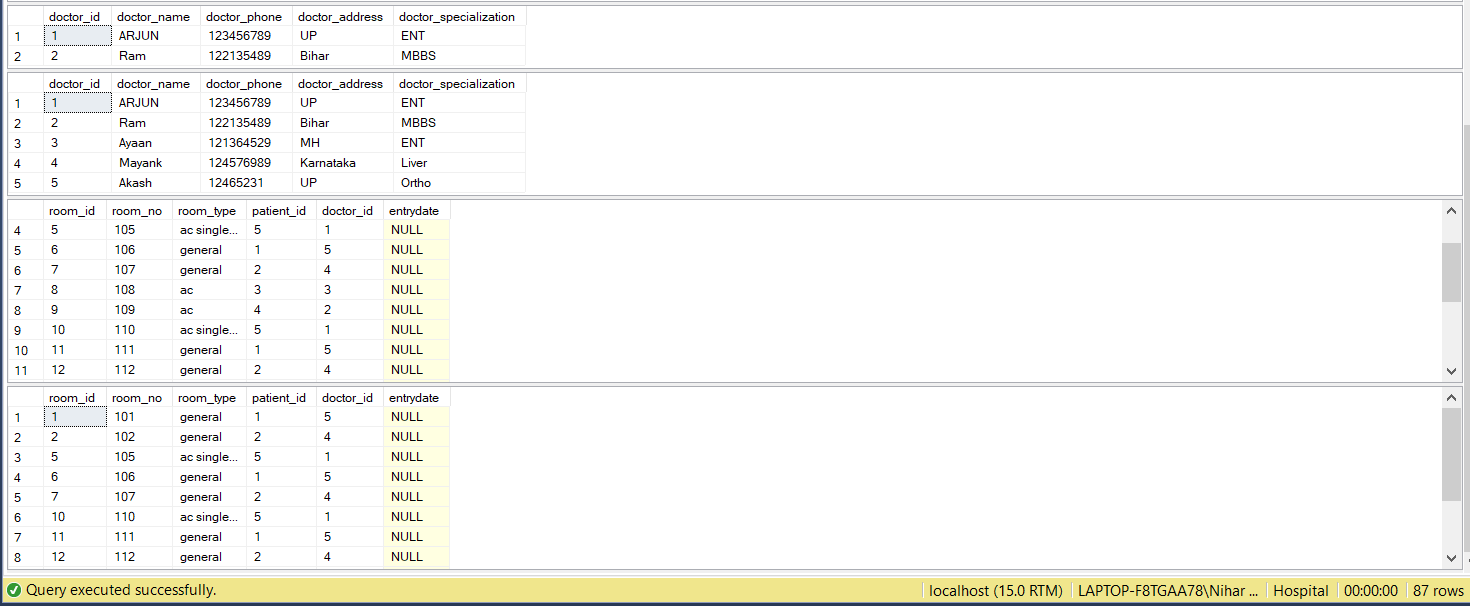 doctor_id doctor_name doctor_phone doctor_address doctor_specialization
1 1 ARJUN 123456789 UP ENT
2 2 Ram 122135489 Bihar MBBS
doctor_id doctor_name doctor_phone doctor_address doctor_specialization
1 1 ARJUN 123456789 UP ENT
2 2 Ram 122135489 Bihar MBBS
3 3 Ayaan 121364529 MH ENT
4 4 Mayank 124576989 Karnataka Liver
5 5 Akash 12465231 UP Ortho
room_id room_no room_type patient_id doctor_id entrydate
4 5 105 ac single... 5 1 NULL
5 6 106 general 1 5 NULL
6 7 107 general 2 4 NULL
7 8 108 ac 3 3 NULL
8 9 109 ac 4 2 NULL
9 10 110 ac single... 5 1 NULL
10 11 111 general 1 5 NULL
11 12 112 general 2 4 NULL
room_id room_no room_type patient_id doctor_id entrydate
1 1 101 general 1 5 NULL
2 2 102 general 2 4 NULL
3 5 105 ac single... 5 1 NULL
4 6 106 general 1 5 NULL
5 7 107 general 2 4 NULL
6 10 110 ac single... 5 1 NULL
7 11 111 general 1 5 NULL
8 12 112 general 2 4 NULL
Query executed successfully. localhost (15.0 RTM) LAPTOP-F8TGAA78\Nihar ... Hospital 00:00:00 87 rows